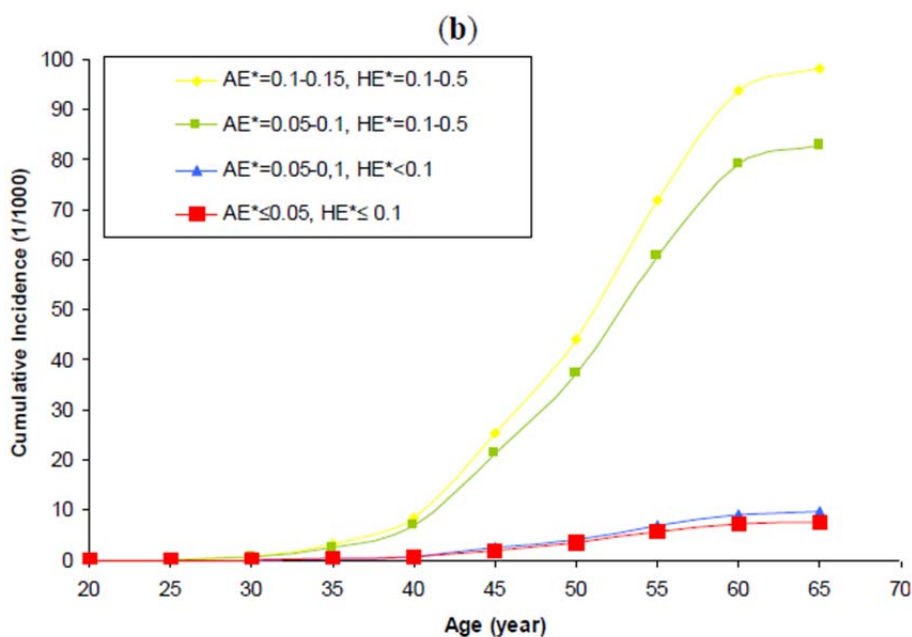 (b)
100
90
80
70
60
50
40
30
20
10
0
Cumulative Incidence (1/1000)
AE*=0.1-0.15, HE*=0.1-0.5
AE*=0.05-0.1, HE*=0.1-0.5
AE*=0.05-0,1, HE*<0.1
AE*≤0.05, HE*≤ 0.1
20 25 30 35 40 45 50 55 60 65 70
Age (year)